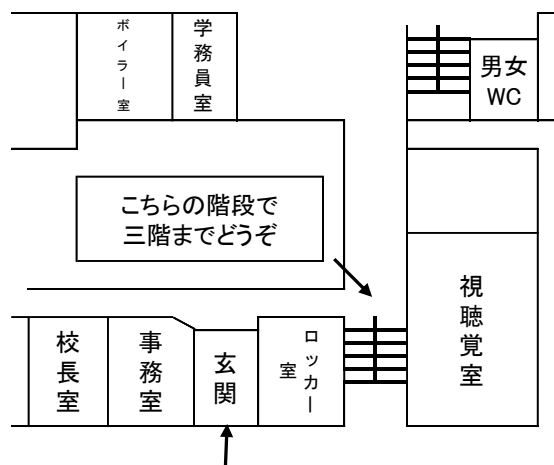 ボイラー室
学務員室
男女
WC
こちらの階段で
三階までどうぞ
校長室
事務室
玄関
ロッカー室
視聴覚室